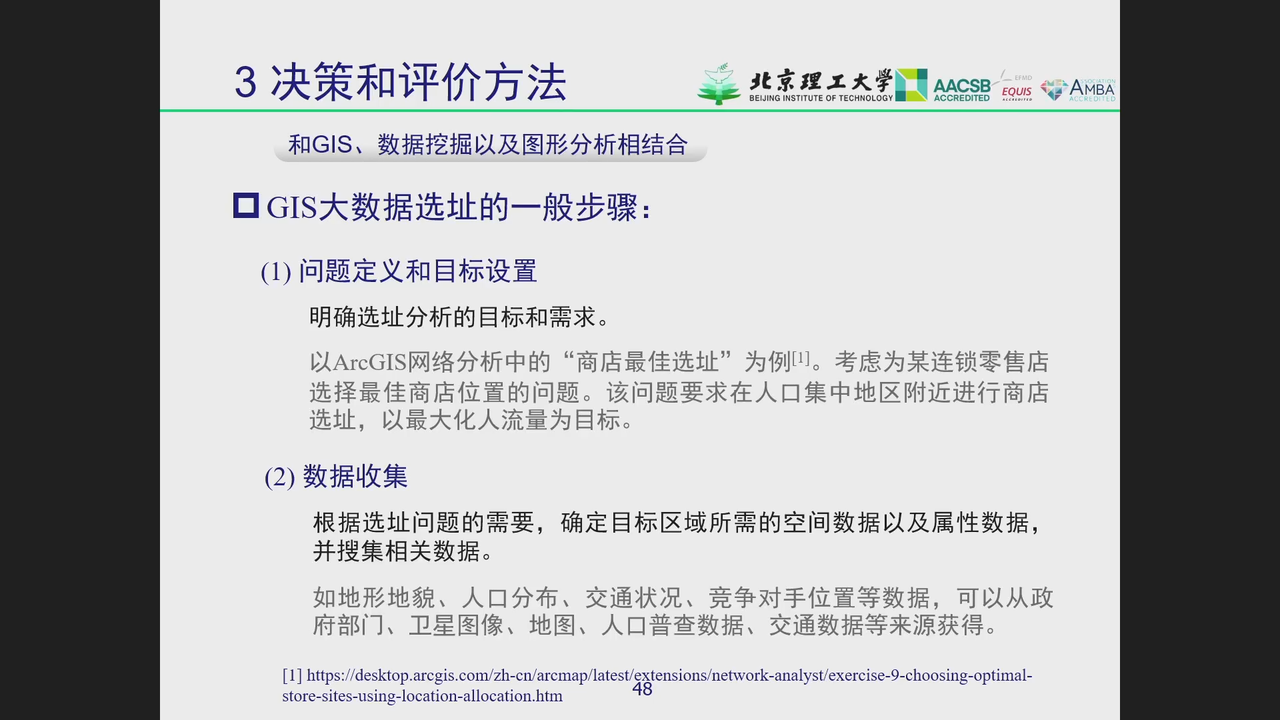 3 决策和评价方法
北京理工大学
BEIJING INSTITUTE OF TECHNOLOGY
AACSB
ACCREDITED
EFMD
EQUIS
ACCREDITED
ASSOCIATION
AMBA
ACCREDITED
和GIS、数据挖掘以及图形分析相结合
GIS大数据选址的一般步骤：
(1) 问题定义和目标设置
明确选址分析的目标和需求。
以ArcGIS网络分析中的“商店最佳选址”为例[1]。考虑为某连锁零售店
选择最佳商店位置的问题。该问题要求在人口集中地区附近进行商店
选址，以最大化人流量为目标。
(2) 数据收集
根据选址问题的需要，确定目标区域所需的空间数据以及属性数据，
并搜集相关数据。
如地形地貌、人口分布、交通状况、竞争对手位置等数据，可以从政
府部门、卫星图像、地图、人口普查数据、交通数据等来源获得。
[1] https://desktop.arcgis.com/zh-cn/arcmap/latest/extensions/network-analyst/exercise-9-choosing-optimal-
store-sites-using-location-allocation.htm
48